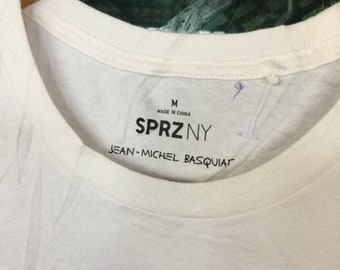 M
MADE IN CHINA
SPRZ NY
JEAN-MICHEL BASQUIAT